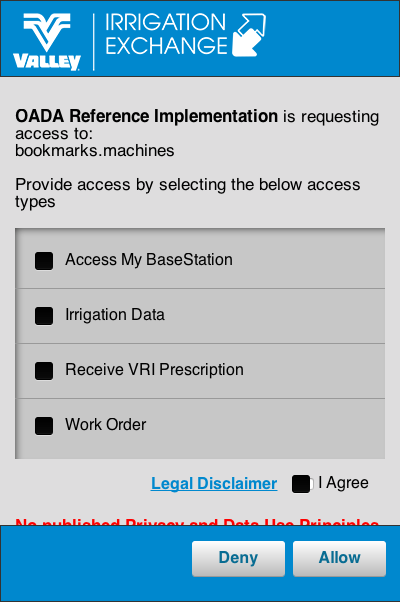 VALLEY
IRRIGATION
EXCHANGE
OADA Reference Implementation is requesting
access to:
bookmarks.machines
Provide access by selecting the below access
types
Access My BaseStation
Irrigation Data
Receive VRI Prescription
Work Order
Legal Disclaimer I Agree
No published Privacy and Data Use Principles
Deny Allow